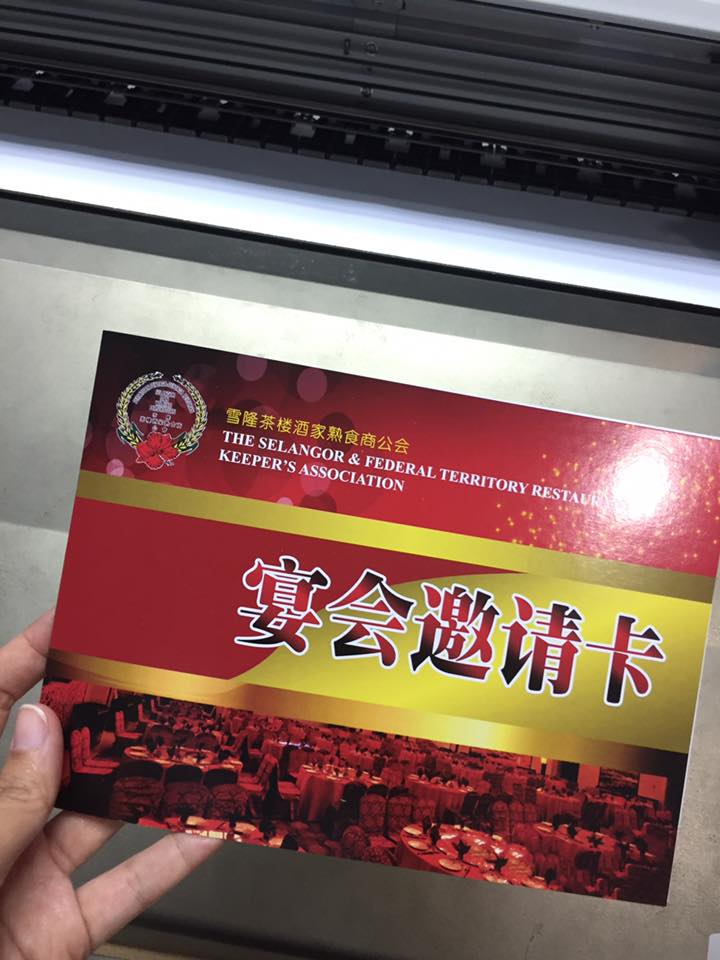 雪隆茶楼酒家熟食商公会
THE SELANGOR & FEDERAL TERRITORY
KEEPER'S ASSOCIATION
宴会邀请卡